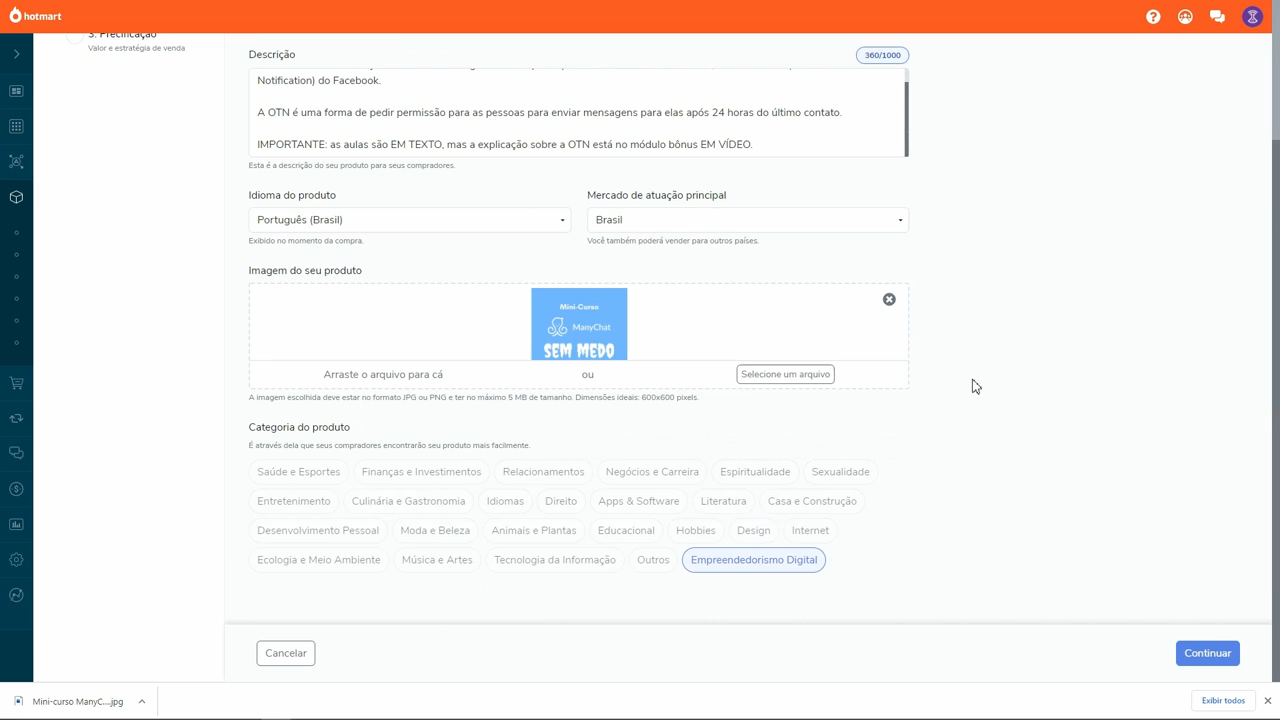 hotmart
3. Precificação
Valor e estratégia de venda
Descrição
360/1000
Notification) do Facebook.
A OTN é uma forma de pedir permissão para as pessoas para enviar mensagens para elas após 24 horas do último contato.
IMPORTANTE: as aulas são EM TEXTO, mas a explicação sobre a OTN está no módulo bônus EM VÍDEO.
Esta é a descrição do seu produto para seus compradores.
Idioma do produto
Mercado de atuação principal
Português (Brasil)
Brasil
Exibido no momento da compra.
Você também poderá vender para outros países.
Imagem do seu produto
Mini-Curso
ManyChat
SEM MEDO
Arraste o arquivo para cá ou Selecione um arquivo
A imagem escolhida deve estar no formato JPG ou PNG e ter no máximo 5 MB de tamanho. Dimensões ideais: 600x600 pixels.
Categoria do produto
É através dela que seus compradores encontrarão seu produto mais facilmente.
Saúde e Esportes Finanças e Investimentos Relacionamentos Negócios e Carreira Espiritualidade Sexualidade
Entretenimento Culinária e Gastronomia Idiomas Direito Apps & Software Literatura Casa e Construção
Desenvolvimento Pessoal Moda e Beleza Animais e Plantas Educacional Hobbies Design Internet
Ecologia e Meio Ambiente Música e Artes Tecnologia da Informação Outros Empreendedorismo Digital
Cancelar
Continuar
Mini-curso ManyC....jpg
Exibir todos